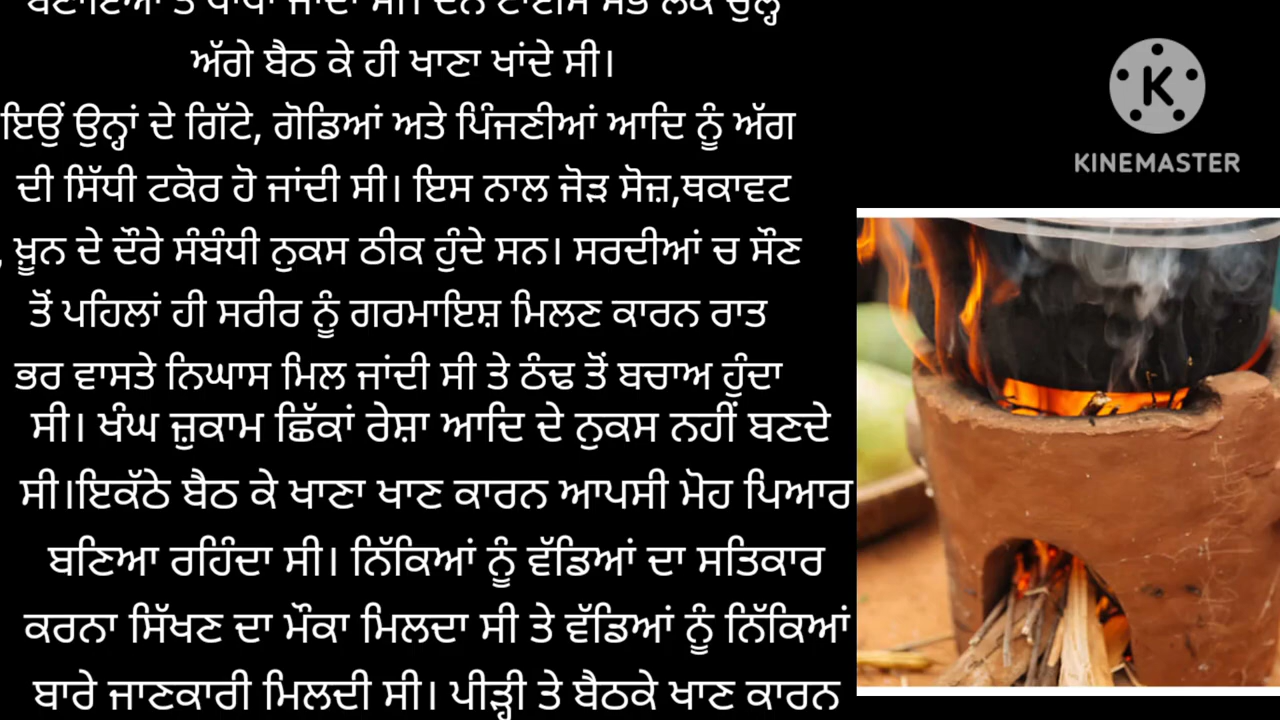 ਅੱਗੇ ਬੈਠ ਕੇ ਹੀ ਖਾਣਾ ਖਾਂਦੇ ਸੀ।
ਇਉਂ ਉਨ੍ਹਾਂ ਦੇ ਗਿੱਟੇ, ਗੋਡਿਆਂ ਅਤੇ ਪਿੰਜਣੀਆਂ ਆਦਿ ਨੂੰ ਅੱਗ
ਦੀ ਸਿੱਧੀ ਟਕੋਰ ਹੋ ਜਾਂਦੀ ਸੀ। ਇਸ ਨਾਲ ਜੋੜ ਸੋਜ਼,ਥਕਾਵਟ
, ਖ਼ੂਨ ਦੇ ਦੌਰੇ ਸੰਬੰਧੀ ਨੁਕਸ ਠੀਕ ਹੁੰਦੇ ਸਨ। ਸਰਦੀਆਂ ਚ ਸੌਣ
ਤੋਂ ਪਹਿਲਾਂ ਹੀ ਸਰੀਰ ਨੂੰ ਗਰਮਾਇਸ਼ ਮਿਲਣ ਕਾਰਨ ਰਾਤ
ਭਰ ਵਾਸਤੇ ਨਿਘਾਸ ਮਿਲ ਜਾਂਦੀ ਸੀ ਤੇ ਠੰਢ ਤੋਂ ਬਚਾਅ ਹੁੰਦਾ
ਸੀ। ਖੰਘ ਜ਼ੁਕਾਮ ਛਿੱਕਾਂ ਰੇਸ਼ਾ ਆਦਿ ਦੇ ਨੁਕਸ ਨਹੀਂ ਬਣਦੇ
ਸੀ।ਇਕੱਠੇ ਬੈਠ ਕੇ ਖਾਣਾ ਖਾਣ ਕਾਰਨ ਆਪਸੀ ਮੋਹ ਪਿਆਰ
ਬਣਿਆ ਰਹਿੰਦਾ ਸੀ। ਨਿੱਕਿਆਂ ਨੂੰ ਵੱਡਿਆਂ ਦਾ ਸਤਿਕਾਰ
ਕਰਨਾ ਸਿੱਖਣ ਦਾ ਮੌਕਾ ਮਿਲਦਾ ਸੀ ਤੇ ਵੱਡਿਆਂ ਨੂੰ ਨਿੱਕਿਆਂ
ਬਾਰੇ ਜਾਣਕਾਰੀ ਮਿਲਦੀ ਸੀ। ਪੀੜ੍ਹੀ ਤੇ ਬੈਠਕੇ ਖਾਣ ਕਾਰਨ
K
KINEMASTER